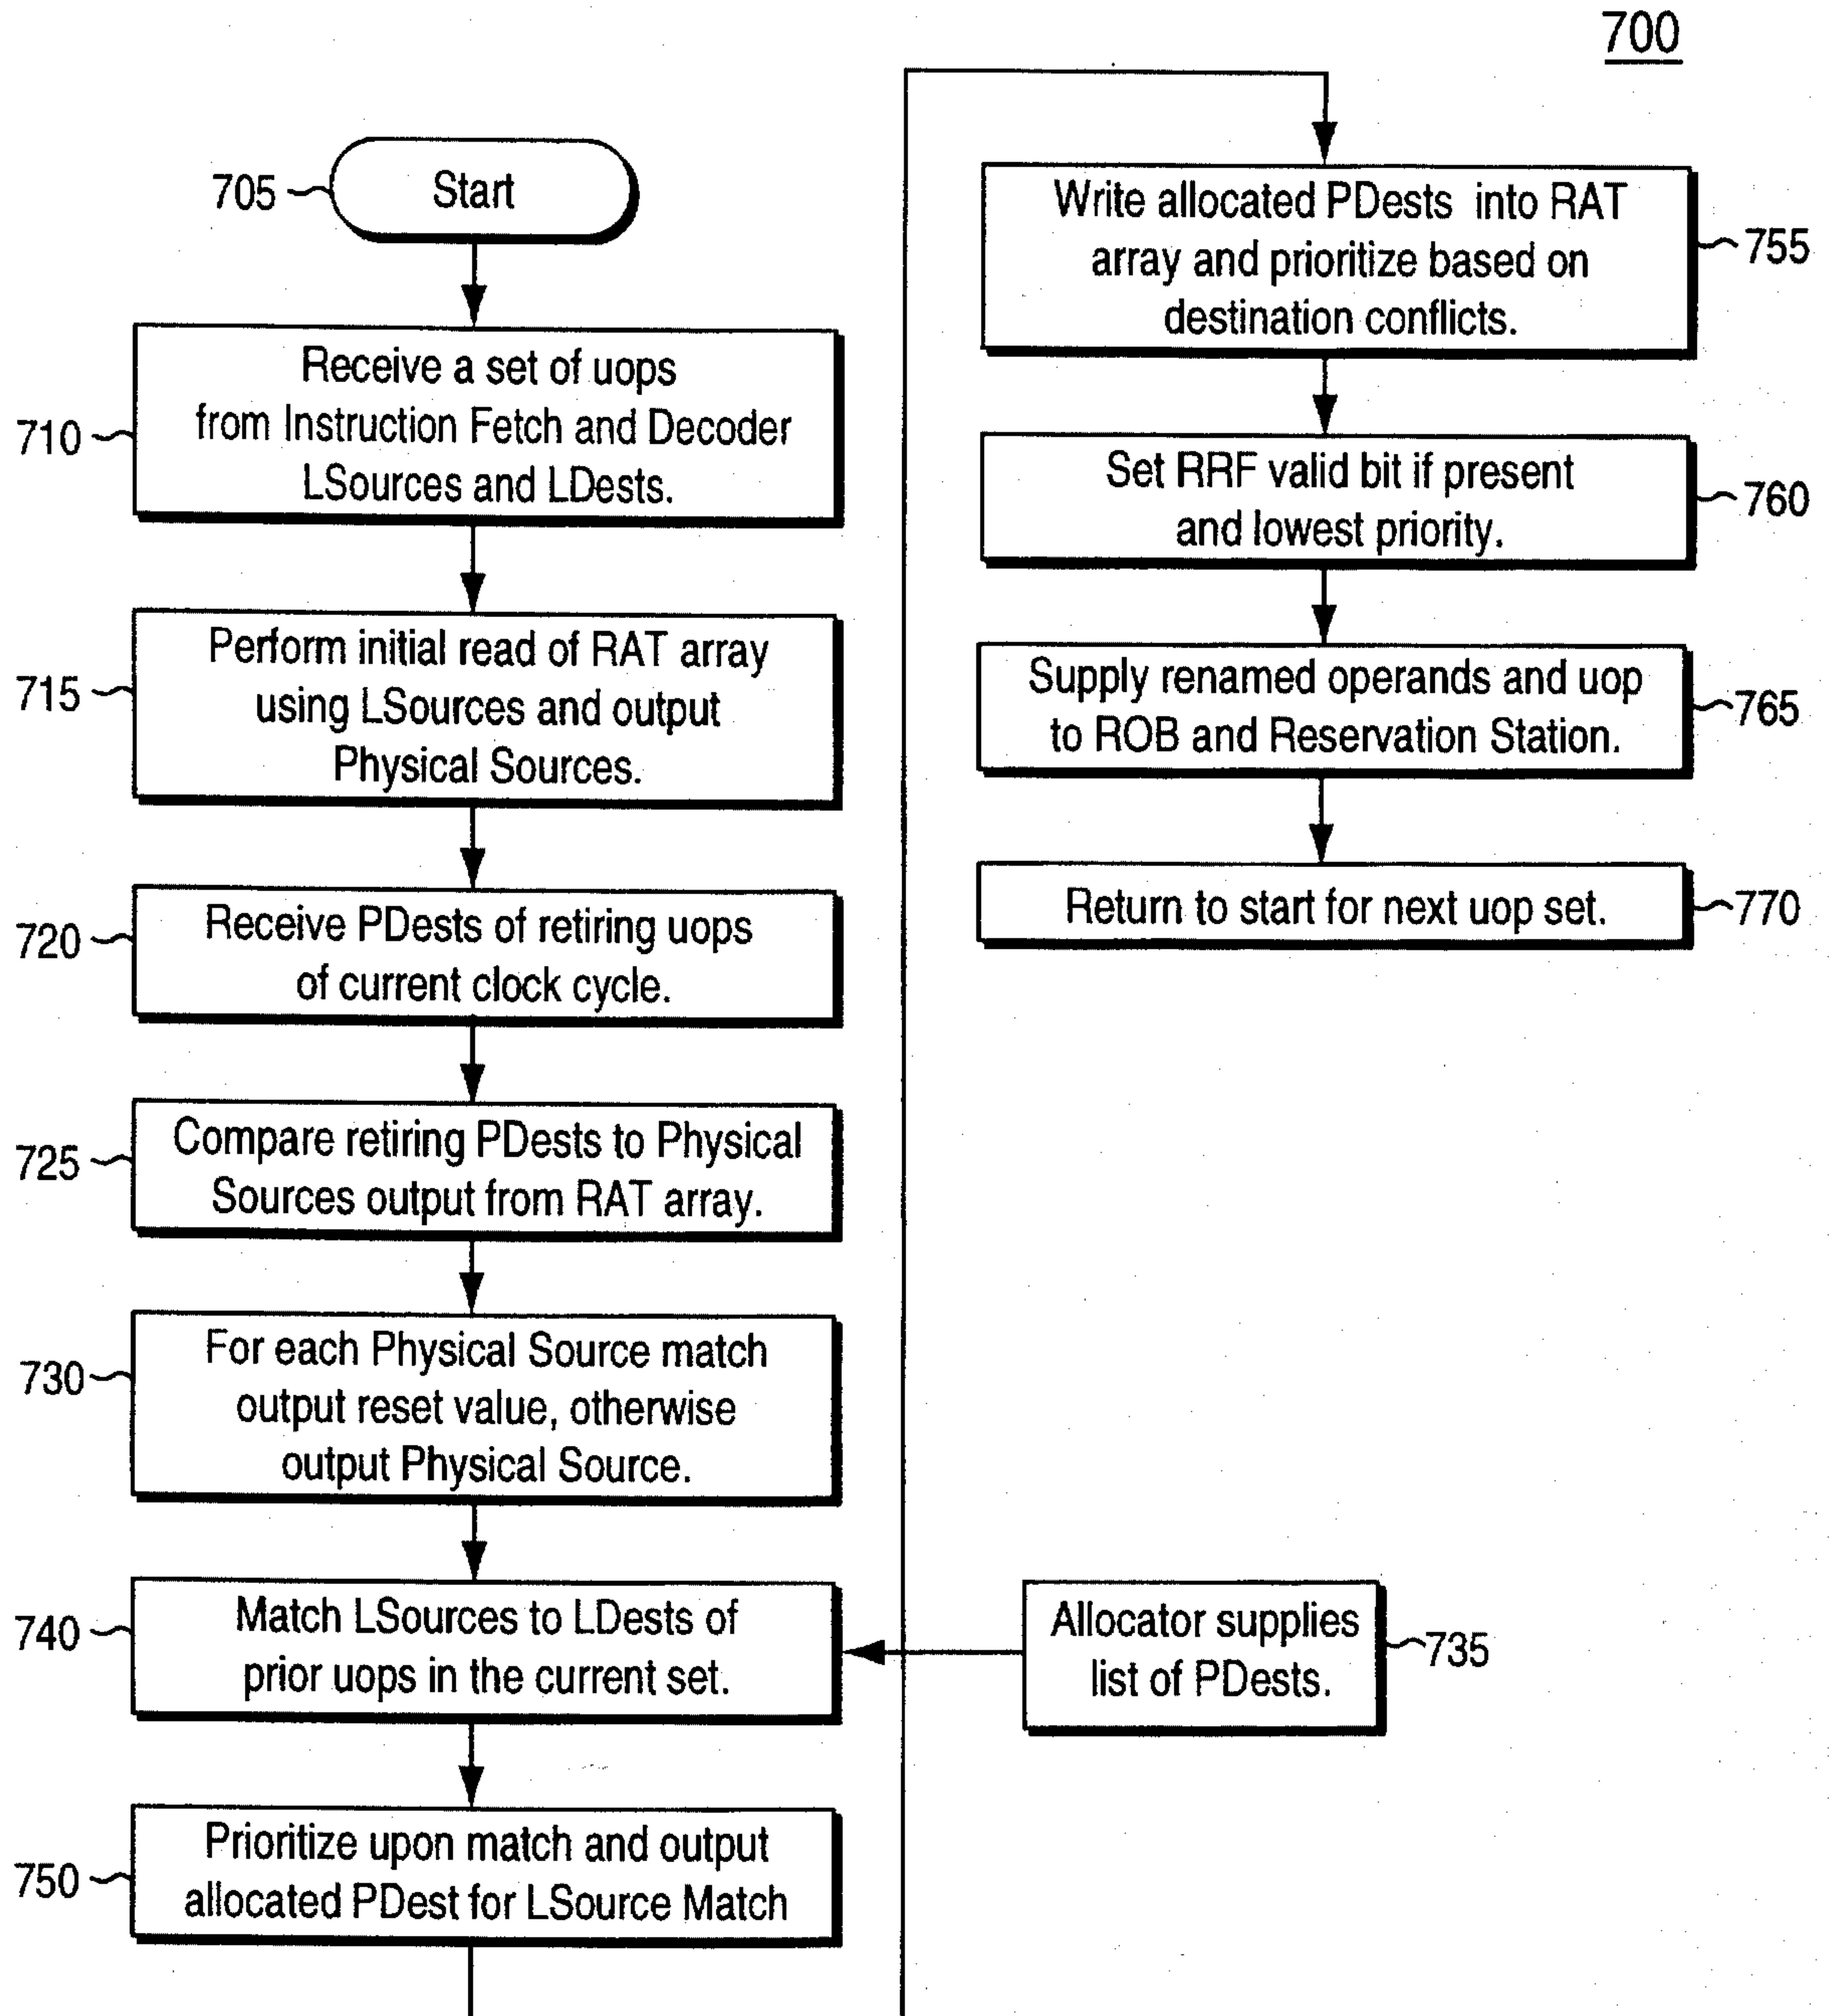 700
705
Start
710
Receive a set of uops
from Instruction Fetch and Decoder
LSources and LDests.
715
Perform initial read of RAT array
using LSources and output
Physical Sources.
720
Receive PDests of retiring uops
of current clock cycle.
725
Compare retiring PDests to Physical
Sources output from RAT array.
730
For each Physical Source match
output reset value, otherwise
output Physical Source.
740
Match LSources to LDests of
prior uops in the current set.
Allocator supplies
list of PDests.
735
750
Prioritize upon match and output
allocated PDest for LSource Match
Write allocated PDests into RAT
array and prioritize based on
destination conflicts.
755
Set RRF valid bit if present
and lowest priority.
760
Supply renamed operands and uop
to ROB and Reservation Station.
765
Return to start for next uop set.
770